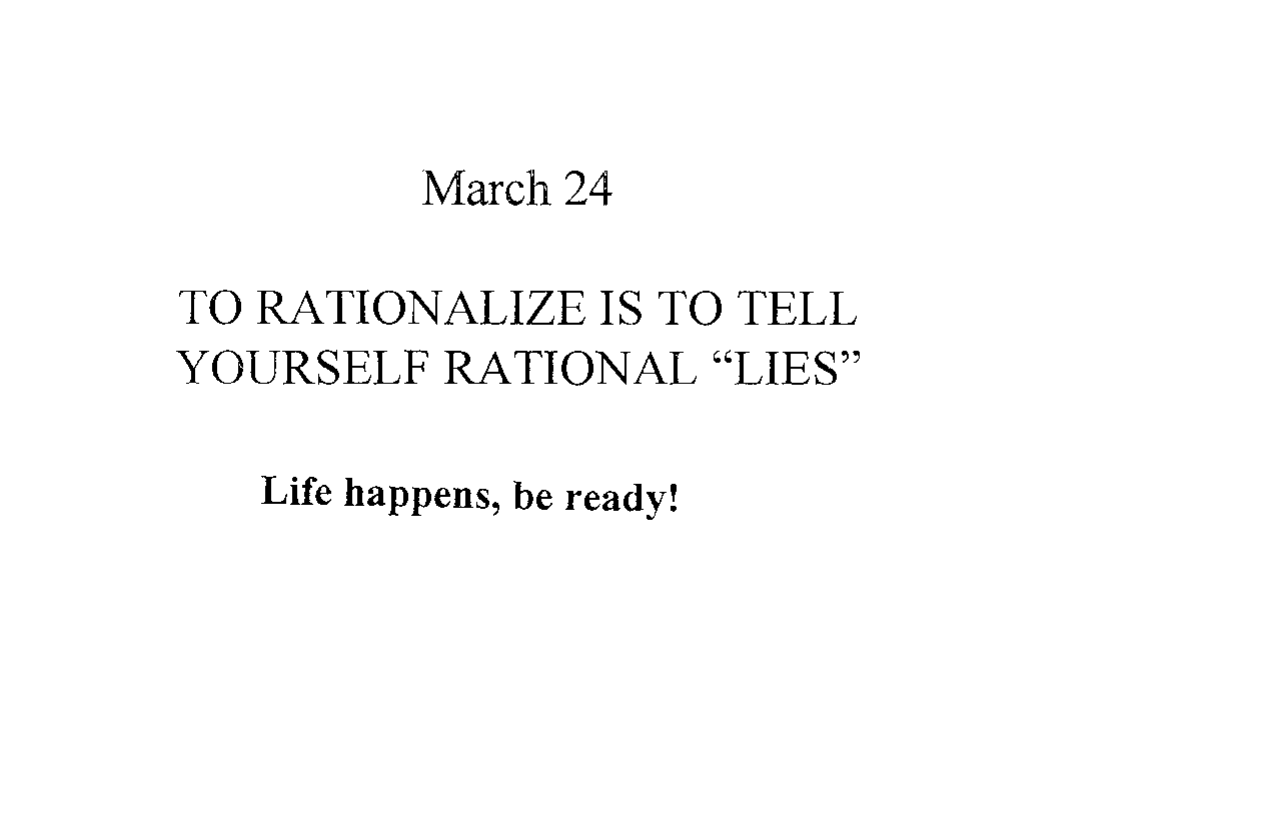 March 24
TO RATIONALIZE IS TO TELL
YOURSELF RATIONAL “LIES”
Life happens, be ready!